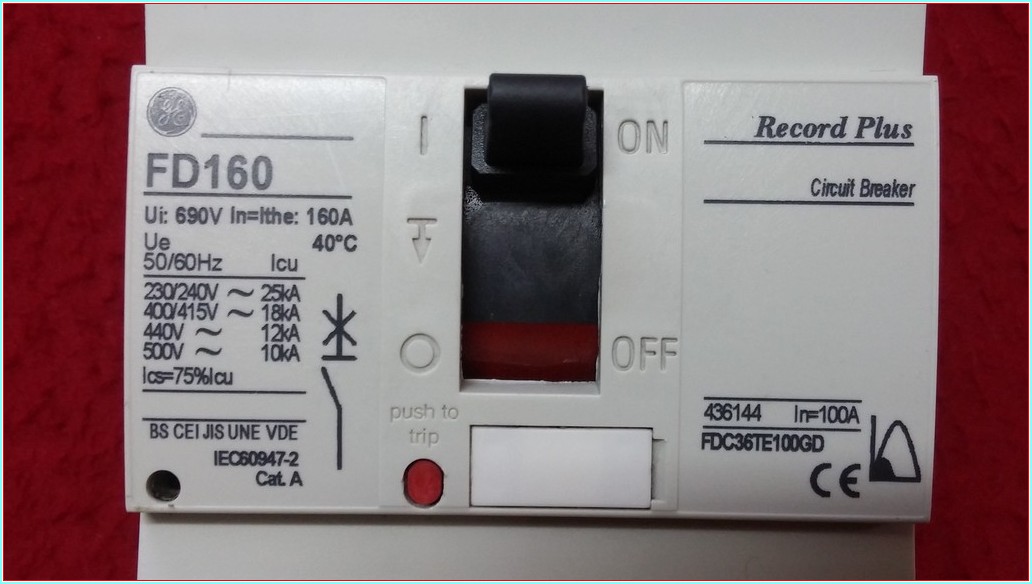 GE
FD160
Ui: 690V In=Ithe: 160A
Ue 40°C
50/60Hz Icu
230/240V ~ 25kA
400/415V ~ 18kA
440V ~ 12kA
500V ~ 10kA
Ics=75%Icu
BS CEI JIS UNE VDE
IEC60947-2
Cat. A
I ON
O OFF
push to
trip
Record Plus
Circuit Breaker
436144 In=100A
FDC36TE100GD
CE